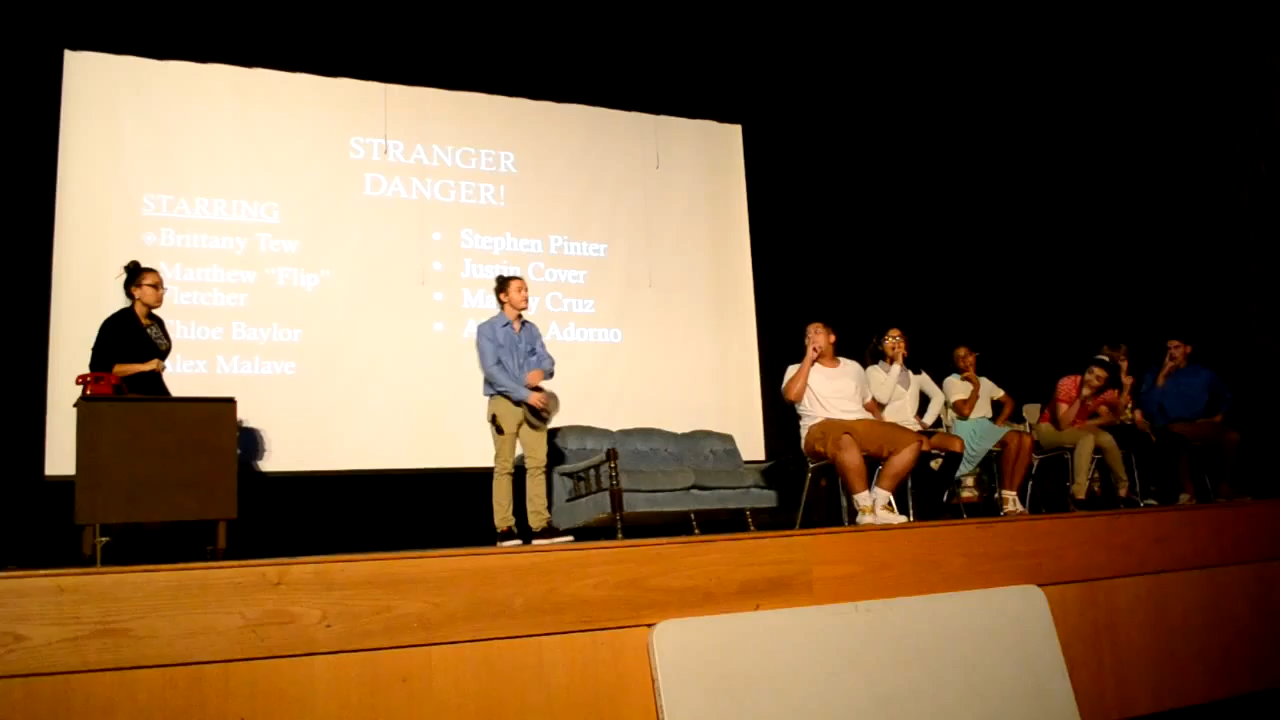 STRANGER
DANGER!
STARRING
Brittany Tew
Matthew "Flip"
Fletcher
Chloe Baylor
Alex Malave
• Stephen Pinter
• Justin Cover
• Cruz
• Adorno